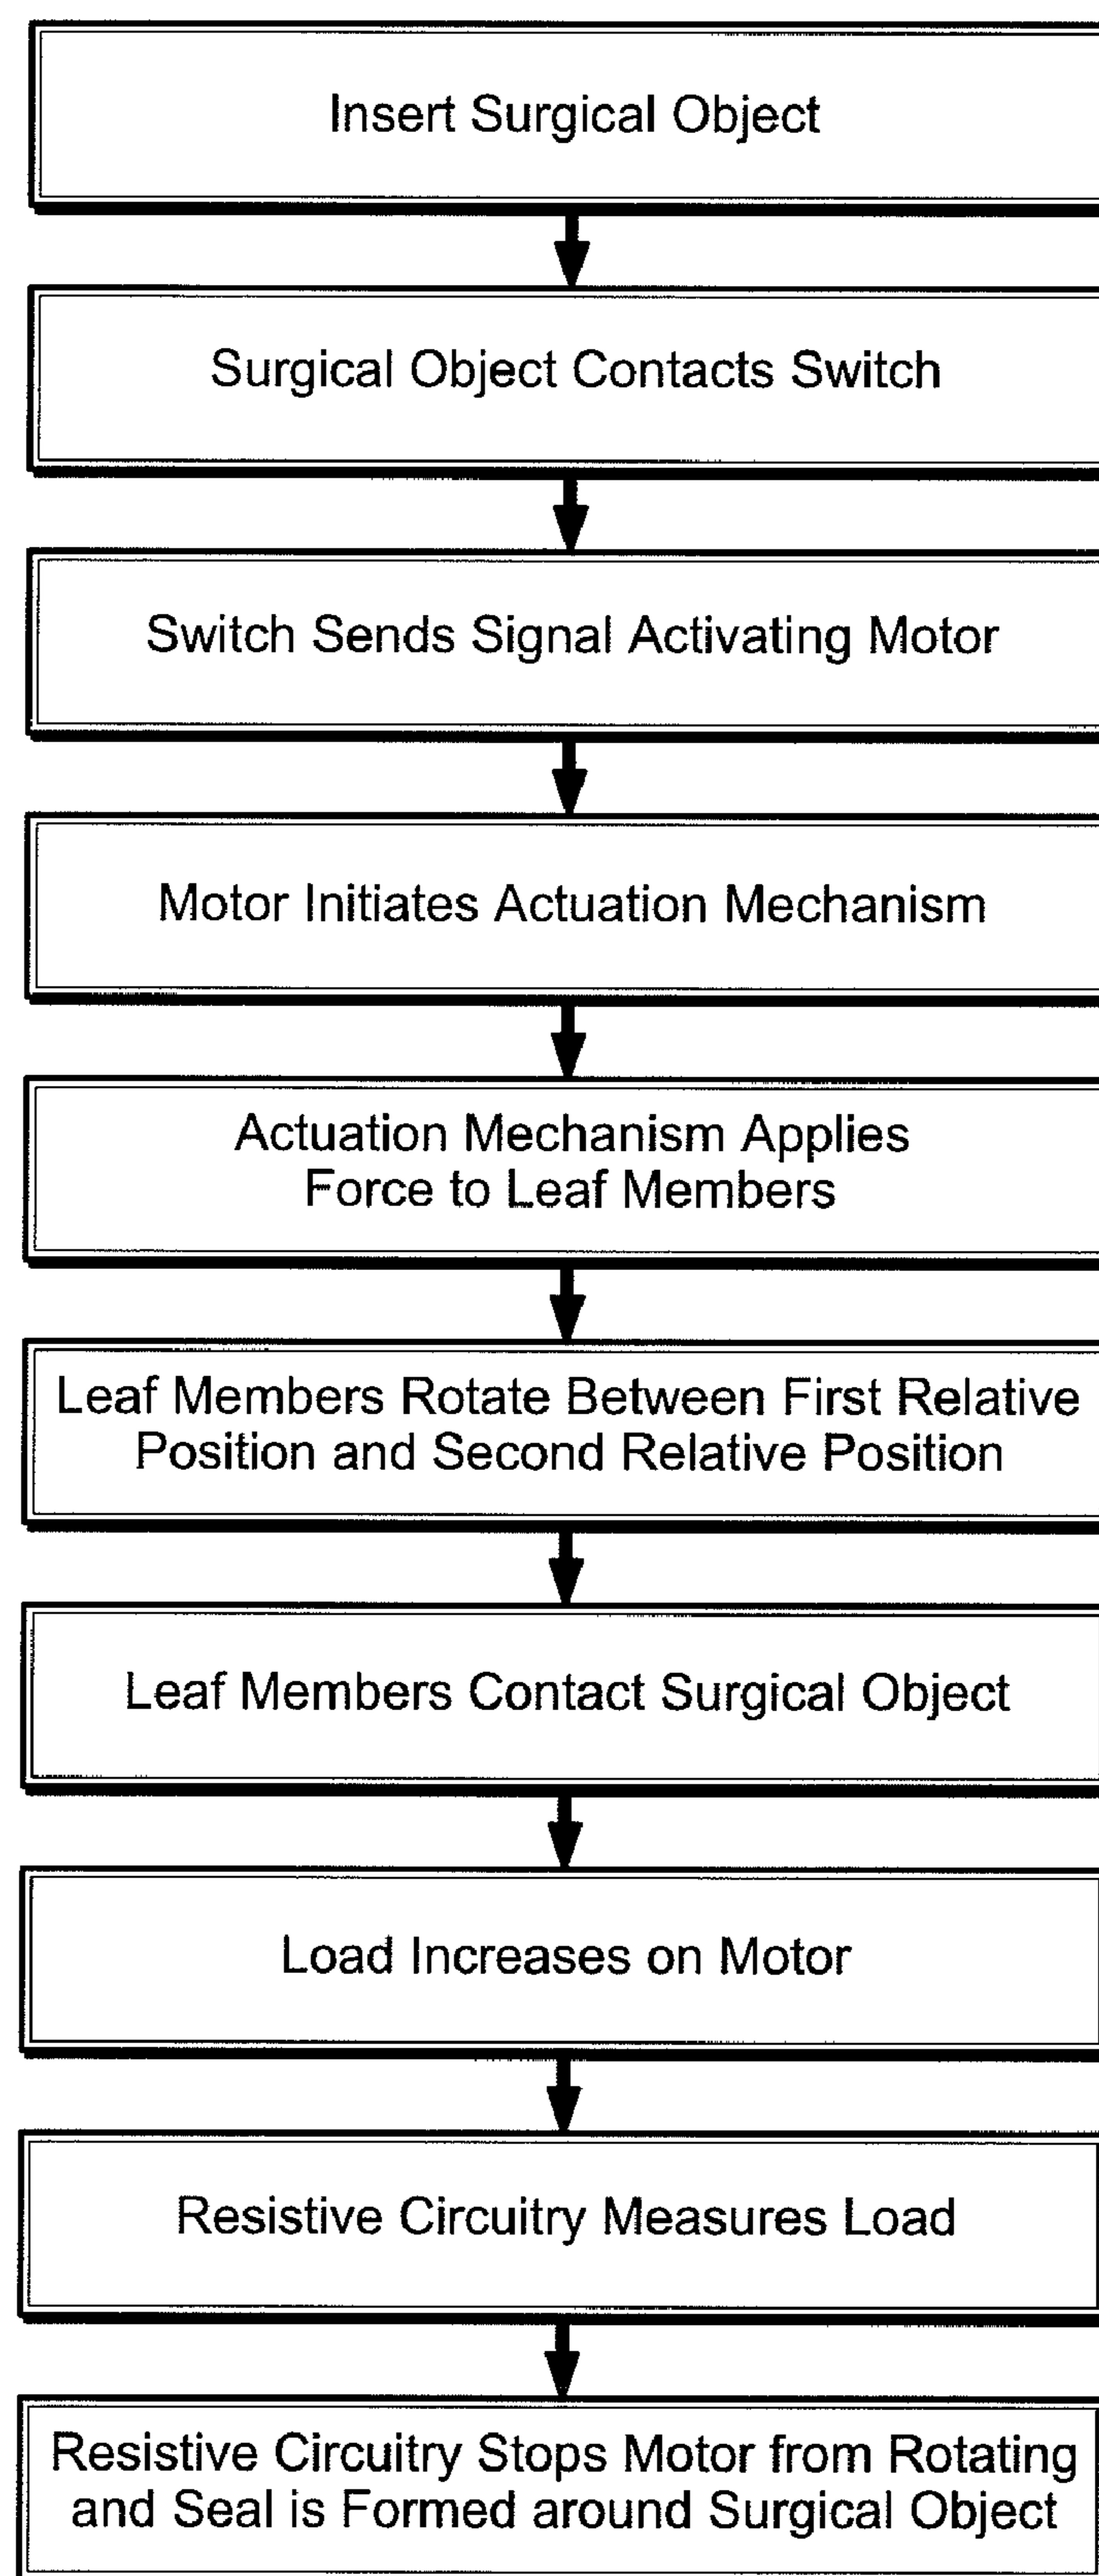 Insert Surgical Object
Surgical Object Contacts Switch
Switch Sends Signal Activating Motor
Motor Initiates Actuation Mechanism
Actuation Mechanism Applies
Force to Leaf Members
Leaf Members Rotate Between First Relative
Position and Second Relative Position
Leaf Members Contact Surgical Object
Load Increases on Motor
Resistive Circuitry Measures Load
Resistive Circuitry Stops Motor from Rotating
and Seal is Formed around Surgical Object